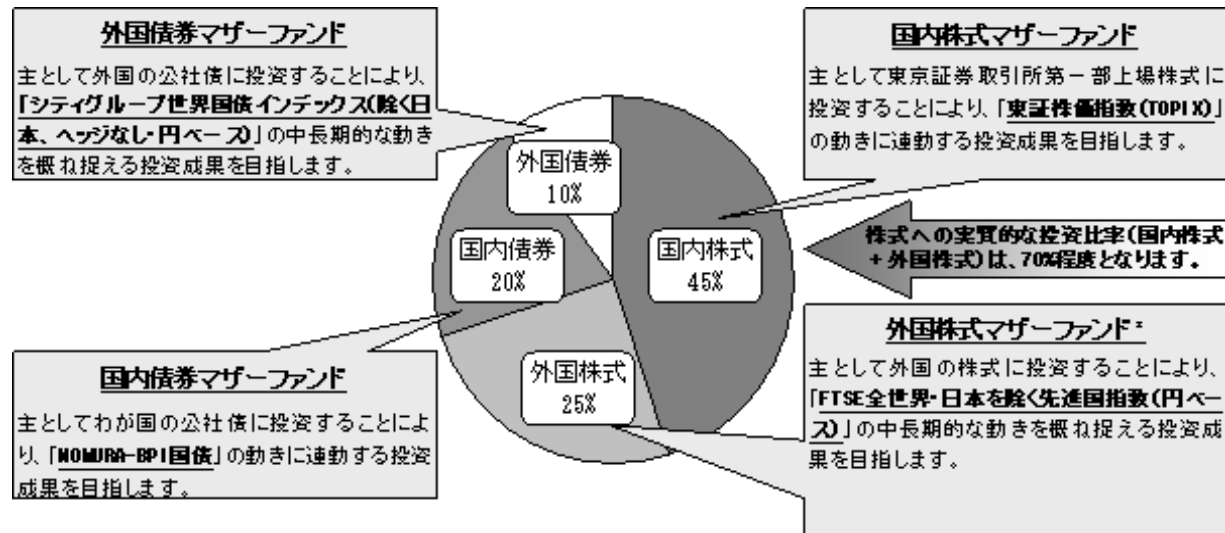 外国債券マザーファンド
主として外国の公社債に投資することにより、
「シティグループ世界国債インデックス(除く日
本、ヘッジなし・円ベース)」の中長期的な動き
を概ね捉える投資成果を目指します。
国内株式マザーファンド
主として東京証券取引所第一部上場株式に
投資することにより、「東証株価指数(TOPIX)」
の動きに連動する投資成果を目指します。
外国債券
10%
国内債券
20%
国内株式
45%
外国株式
25%
株式への実質的な投資比率(国内株式
+外国株式)は、70%程度となります。
国内債券マザーファンド
主としてわが国の公社債に投資することによ
り、「NOMURA-BPI国債」の動きに連動する投資
成果を目指します。
外国株式マザーファンド*
主として外国の株式に投資することにより、
「FTSE全世界・日本を除く先進国指数(円ベー
ス)」の中長期的な動きを概ね捉える投資成
果を目指します。